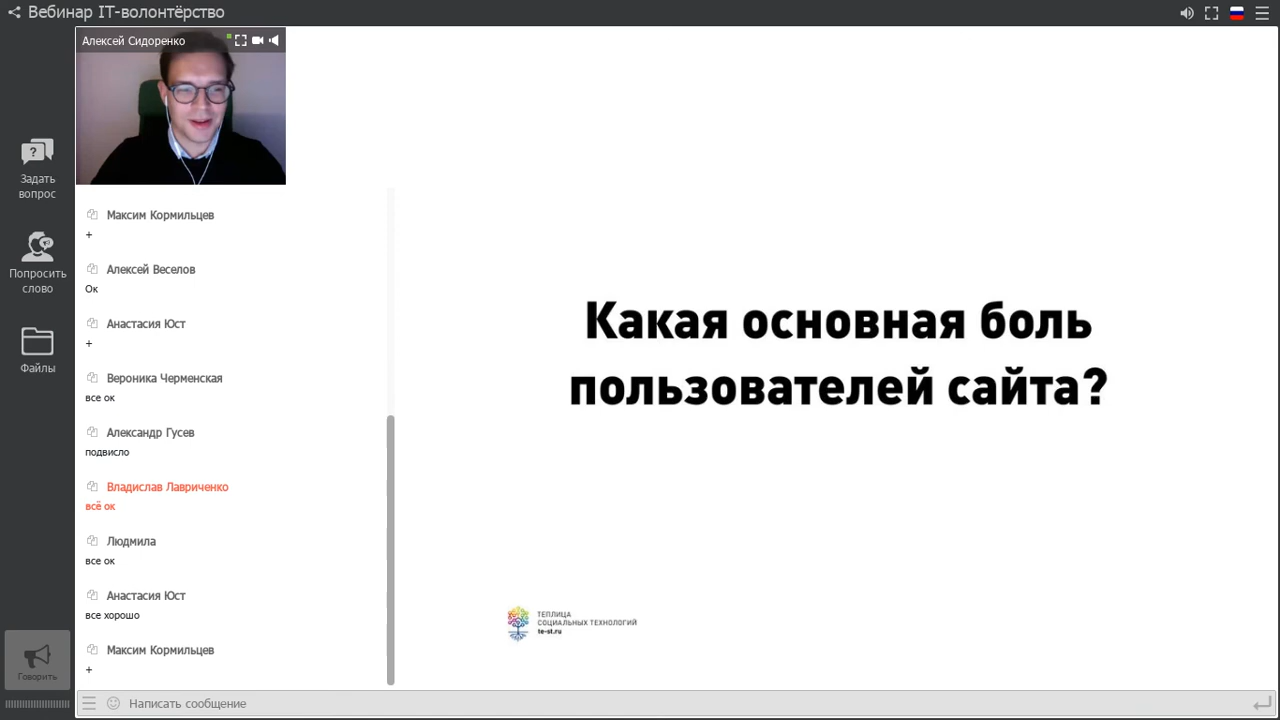 Вебинар IT-волонтёрство
Алексей Сидоренко
Задать
вопрос
Попросить
слово
Файлы
Говорить
Максим Кормильцев
+
Алексей Веселов
Ок
Анастасия Юст
+
Вероника Черменская
все ок
Александр Гусев
подвисло
Владислав Лавриченко
всё ок
Людмила
все ок
Анастасия Юст
все хорошо
Максим Кормильцев
+
Написать сообщение
Какая основная боль
пользователей сайта?
ТЕПЛИЦА
СОЦИАЛЬНЫХ ТЕХНОЛОГИЙ
te-st.ru